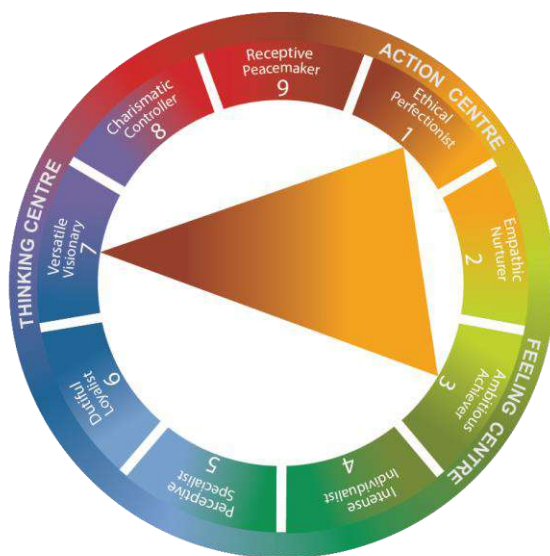 ACTION CENTRE
FEELING CENTRE
THINKING CENTRE
Receptive
Peacemaker
9
Ethical
Perfectionist
1
Empathic
Nurturer
2
Ambitious
Achiever
3
Intense
Individualist
4
Perceptive
Specialist
5
Dutiful
Loyalist
6
Versatile
Visionary
7
Charismatic
Controller
8